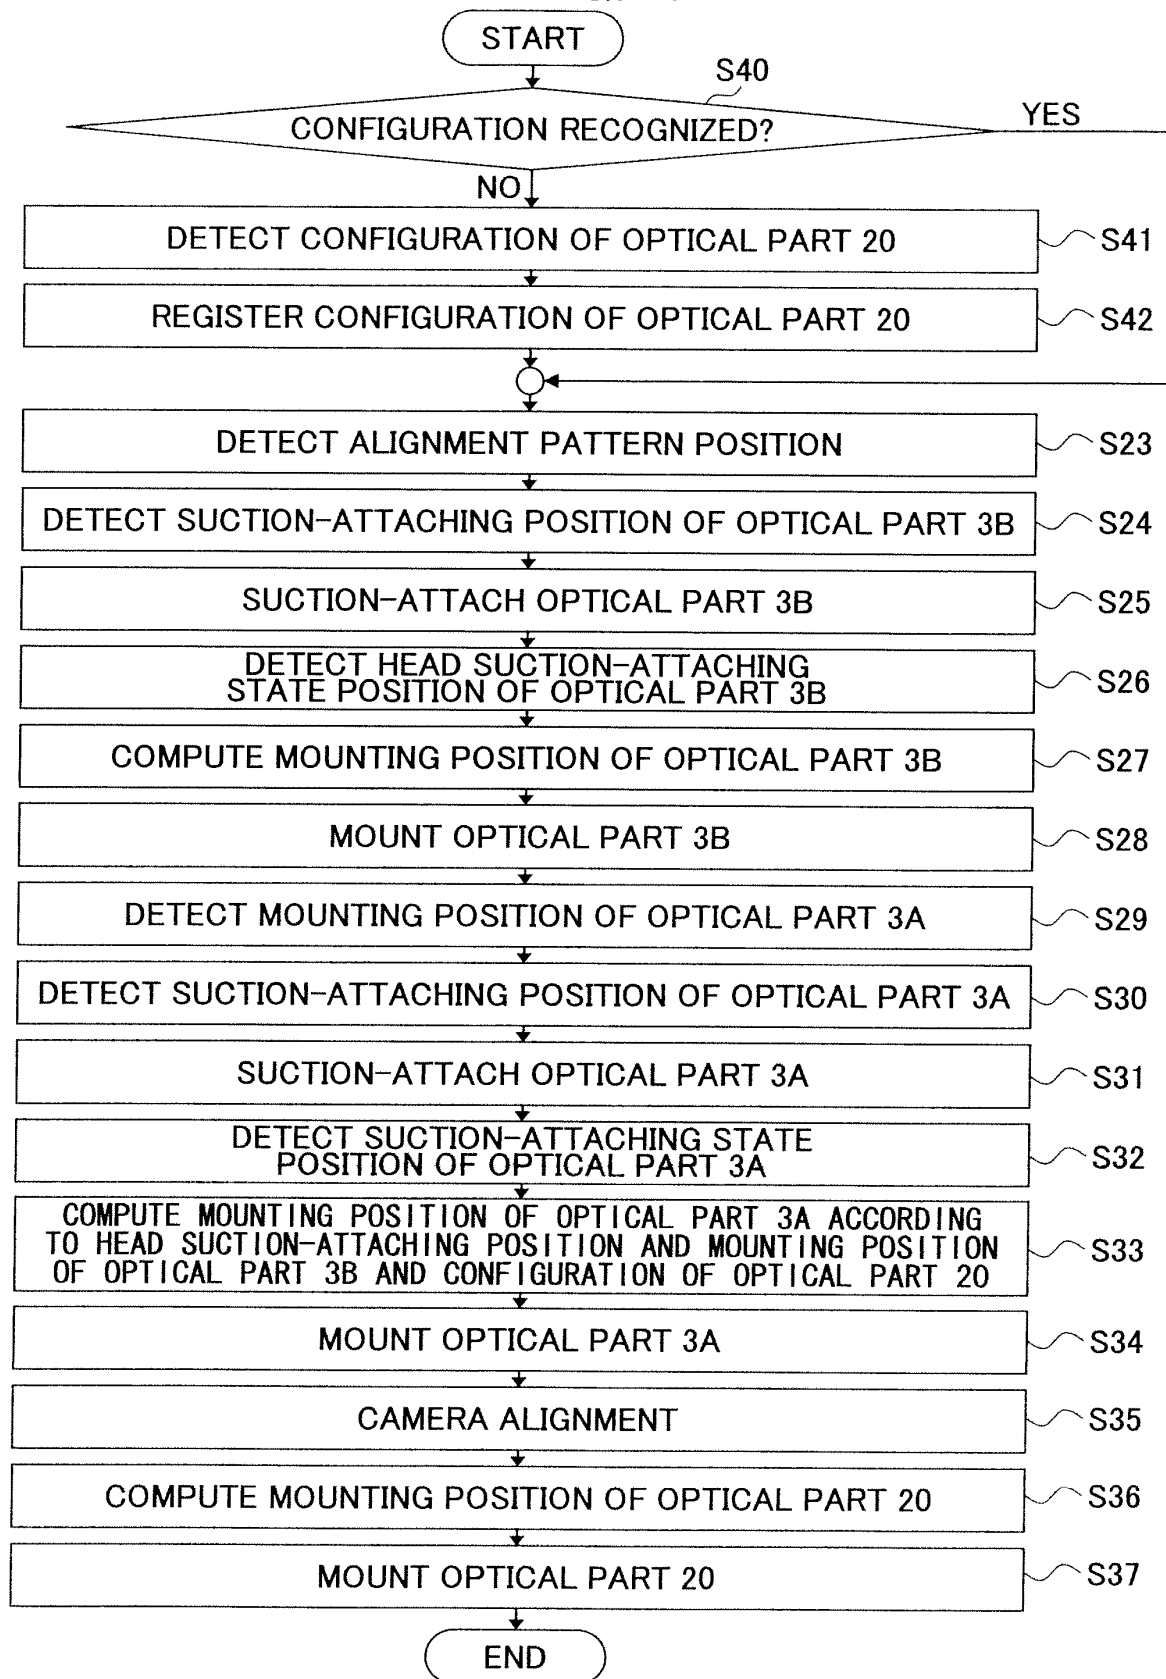 START
S40
CONFIGURATION RECOGNIZED?
YES
NO
DETECT CONFIGURATION OF OPTICAL PART 20
S41
REGISTER CONFIGURATION OF OPTICAL PART 20
S42
DETECT ALIGNMENT PATTERN POSITION
S23
DETECT SUCTION-ATTACHING POSITION OF OPTICAL PART 3B
S24
SUCTION-ATTACH OPTICAL PART 3B
S25
DETECT HEAD SUCTION-ATTACHING
STATE POSITION OF OPTICAL PART 3B
S26
COMPUTE MOUNTING POSITION OF OPTICAL PART 3B
S27
MOUNT OPTICAL PART 3B
S28
DETECT MOUNTING POSITION OF OPTICAL PART 3A
S29
DETECT SUCTION-ATTACHING POSITION OF OPTICAL PART 3A
S30
SUCTION-ATTACH OPTICAL PART 3A
S31
DETECT SUCTION-ATTACHING STATE
POSITION OF OPTICAL PART 3A
S32
COMPUTE MOUNTING POSITION OF OPTICAL PART 3A ACCORDING
TO HEAD SUCTION-ATTACHING POSITION AND MOUNTING POSITION
OF OPTICAL PART 3B AND CONFIGURATION OF OPTICAL PART 20
S33
MOUNT OPTICAL PART 3A
S34
CAMERA ALIGNMENT
S35
COMPUTE MOUNTING POSITION OF OPTICAL PART 20
S36
MOUNT OPTICAL PART 20
S37
END